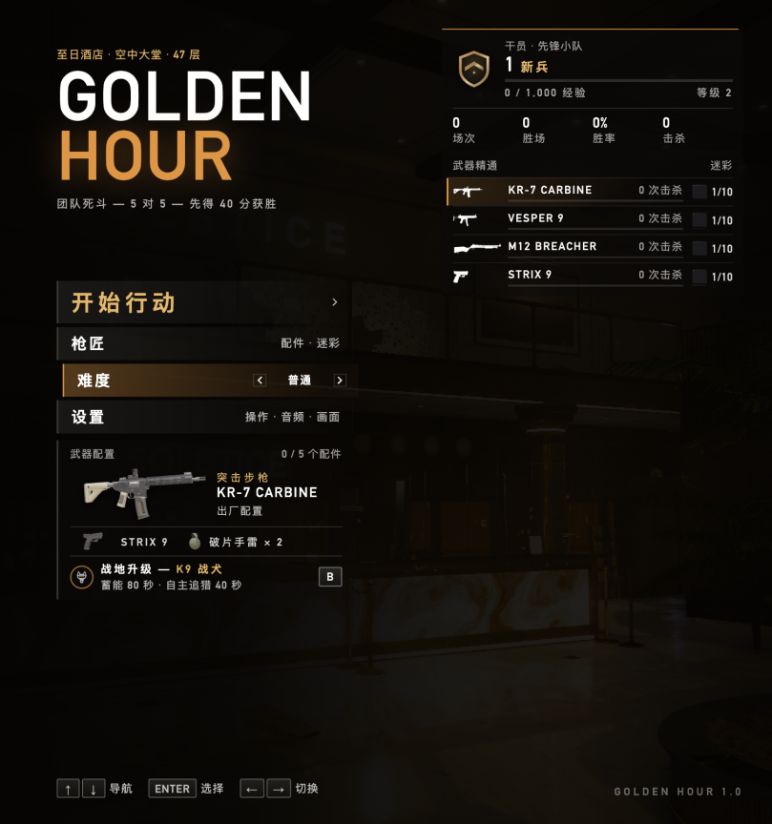 至日酒店 · 空中大堂 · 47 层
GOLDEN
HOUR
团队死斗 — 5 对 5 — 先得 40 分获胜
干员 · 先锋小队
1 新兵
0 / 1,000 经验 等级 2
0 0 0% 0
场次 胜场 胜率 击杀
武器精通 迷彩
KR-7 CARBINE 0 次击杀 1/10
VESPER 9 0 次击杀 1/10
M12 BREACHER 0 次击杀 1/10
STRIX 9 0 次击杀 1/10
开始行动
枪匠 配件 · 迷彩
难度 普通
设置 操作 · 音频 · 画面
武器配置 0 / 5 个配件
突击步枪
KR-7 CARBINE
出厂配置
STRIX 9 破片手雷 × 2
战地升级 — K9 战犬
蓄能 80 秒 · 自主追猎 40 秒 B
↑ ↓ 导航 ENTER 选择 ← → 切换
GOLDEN HOUR 1.0